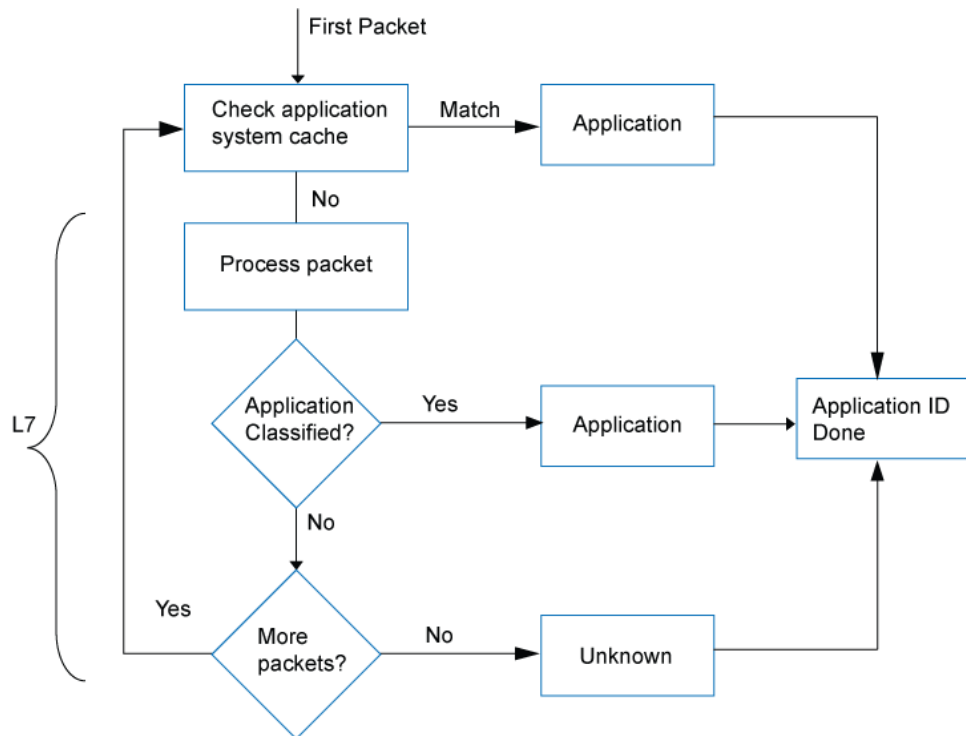 First Packet
Check application
system cache
Match
Application
No
Process packet
L7
Application
Classified?
Yes
Application
Application ID
Done
No
Yes
More
packets?
No
Unknown